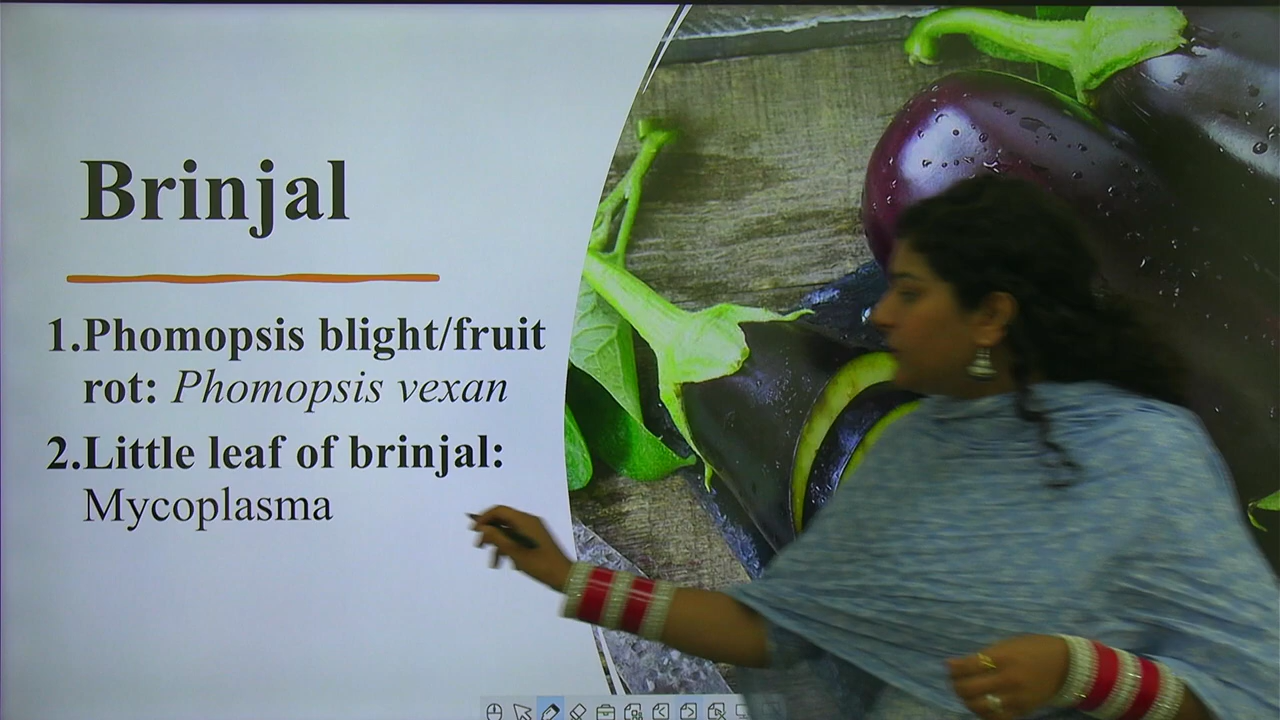 Brinjal
1.Phomopsis blight/fruit
rot: Phomopsis vexan
2.Little leaf of brinjal:
Mycoplasma